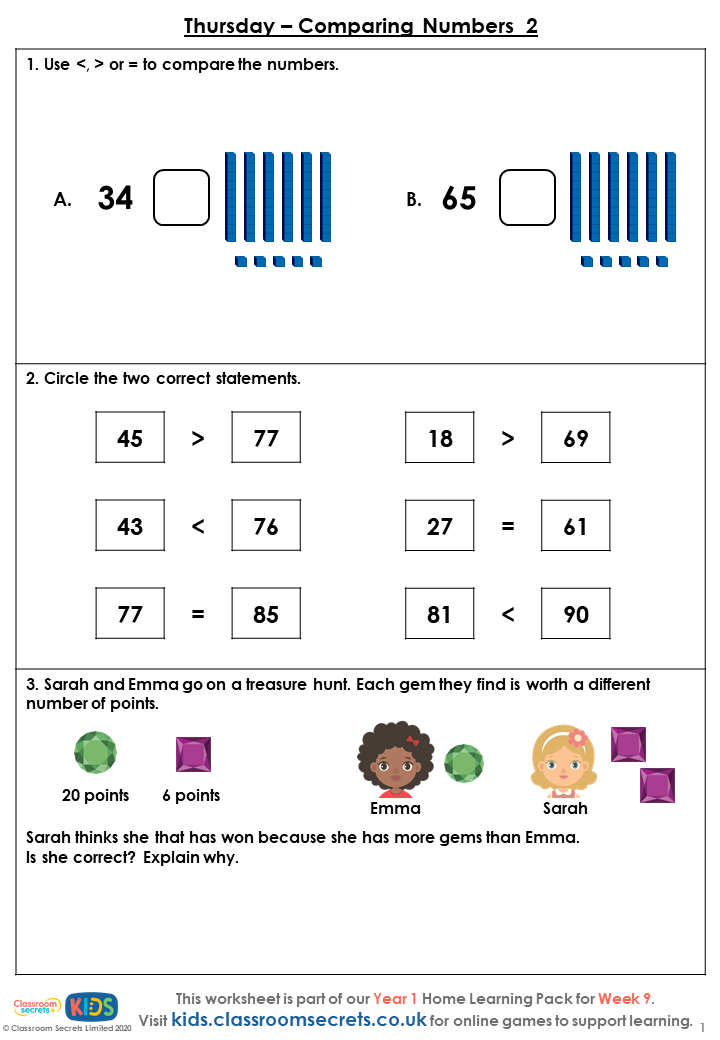 Thursday – Comparing Numbers 2
1. Use <, > or = to compare the numbers.
A. 34
B. 65
2. Circle the two correct statements.
45 > 77
18 > 69
43 < 76
27 = 61
77 = 85
81 < 90
3. Sarah and Emma go on a treasure hunt. Each gem they find is worth a different
number of points.
20 points
6 points
Emma
Sarah
Sarah thinks she that has won because she has more gems than Emma.
Is she correct? Explain why.
Classroom
Secrets
KIDS
© Classroom Secrets Limited 2020
This worksheet is part of our Year 1 Home Learning Pack for Week 9.
Visit kids.classroomsecrets.co.uk for online games to support learning.
1